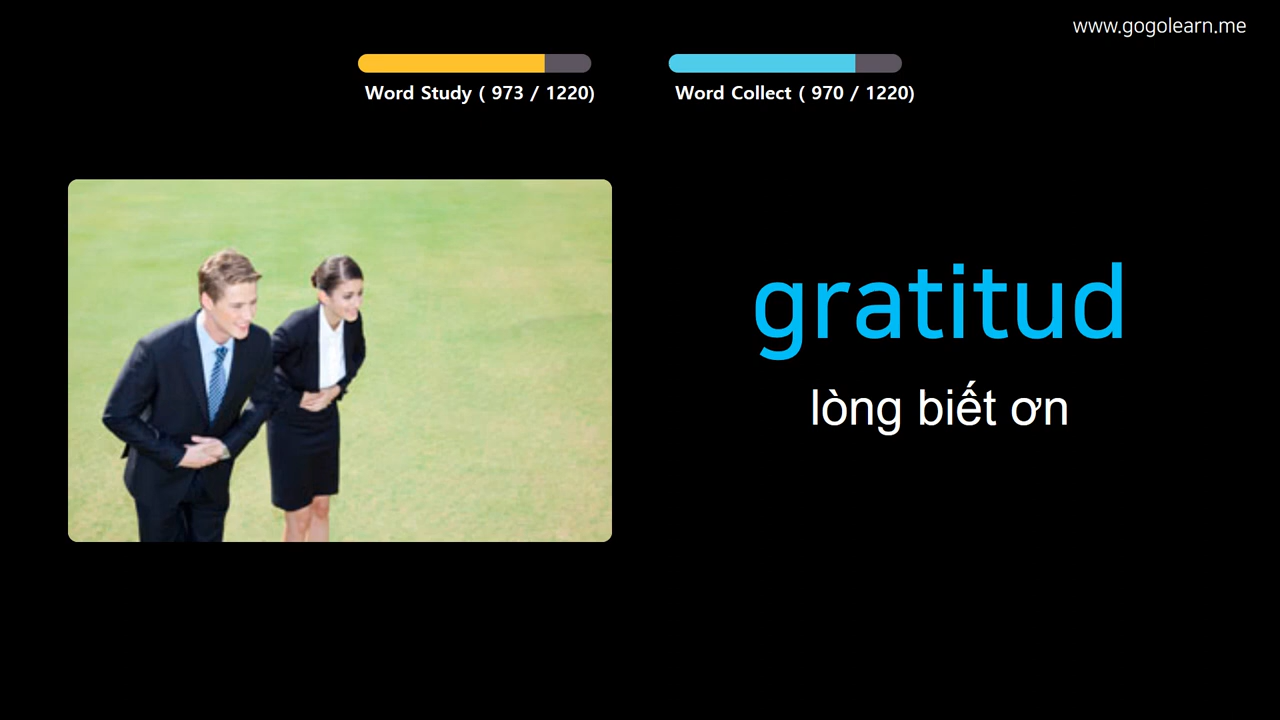 www.gogolearn.me
Word Study ( 973 / 1220)
Word Collect ( 970 / 1220)
gratitud
lòng biết ơn